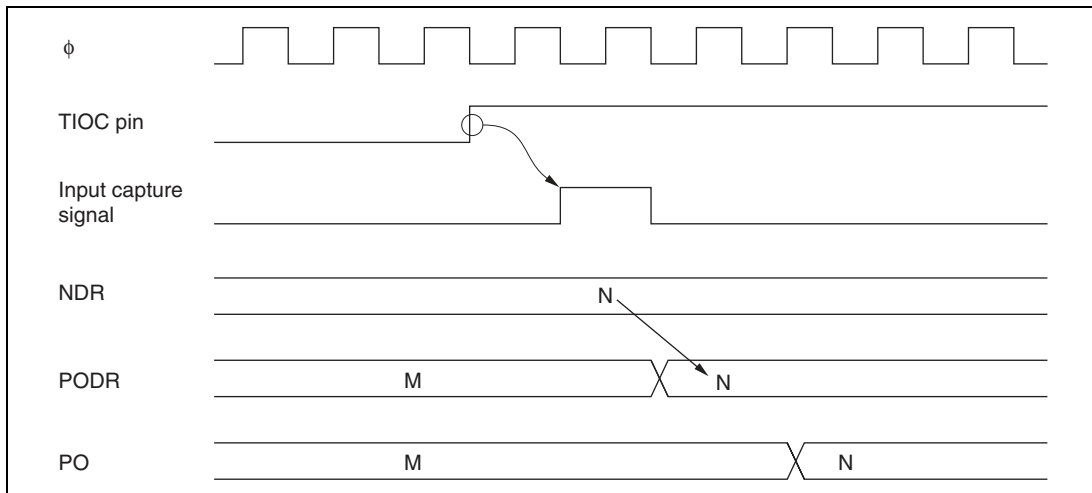 ϕ
TIOC pin
Input capture
signal
NDR
N
PODR
M
N
PO
M
N